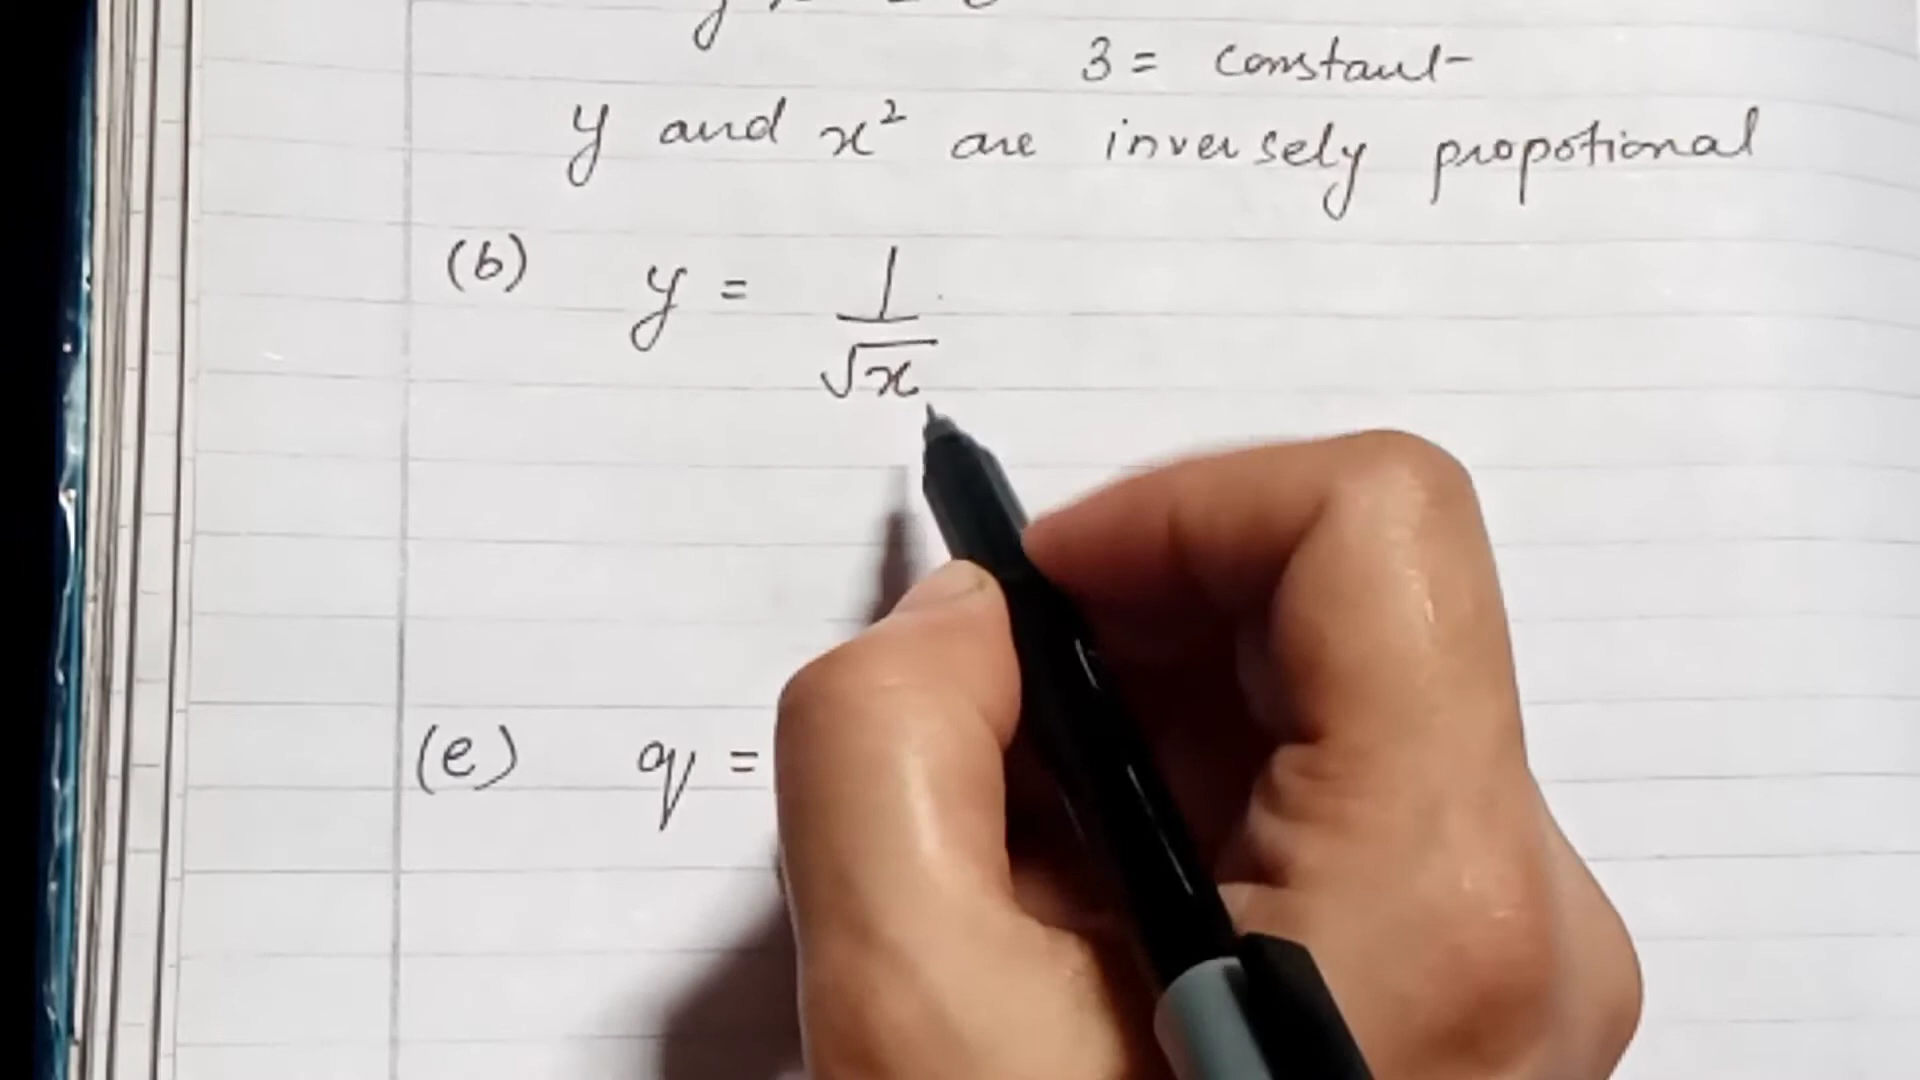 3 = constant
y and x² are inversely propotional
(b) y = 1/√x
(e) q =